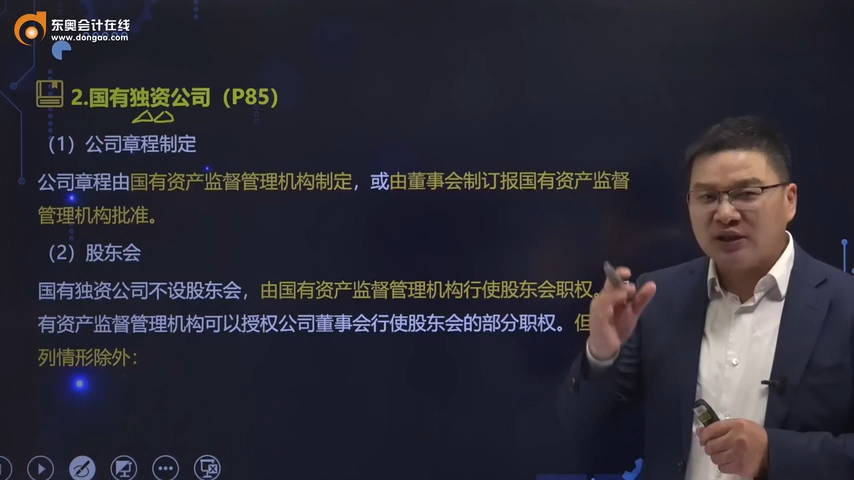 东奥会计在线
www.dongao.com
2.国有独资公司（P85）
（1）公司章程制定
公司章程由国有资产监督管理机构制定，或由董事会制订报国有资产监督
管理机构批准。
（2）股东会
国有独资公司不设股东会，由国有资产监督管理机构行使股东会职权。
有资产监督管理机构可以授权公司董事会行使股东会的部分职权。但
列情形除外：